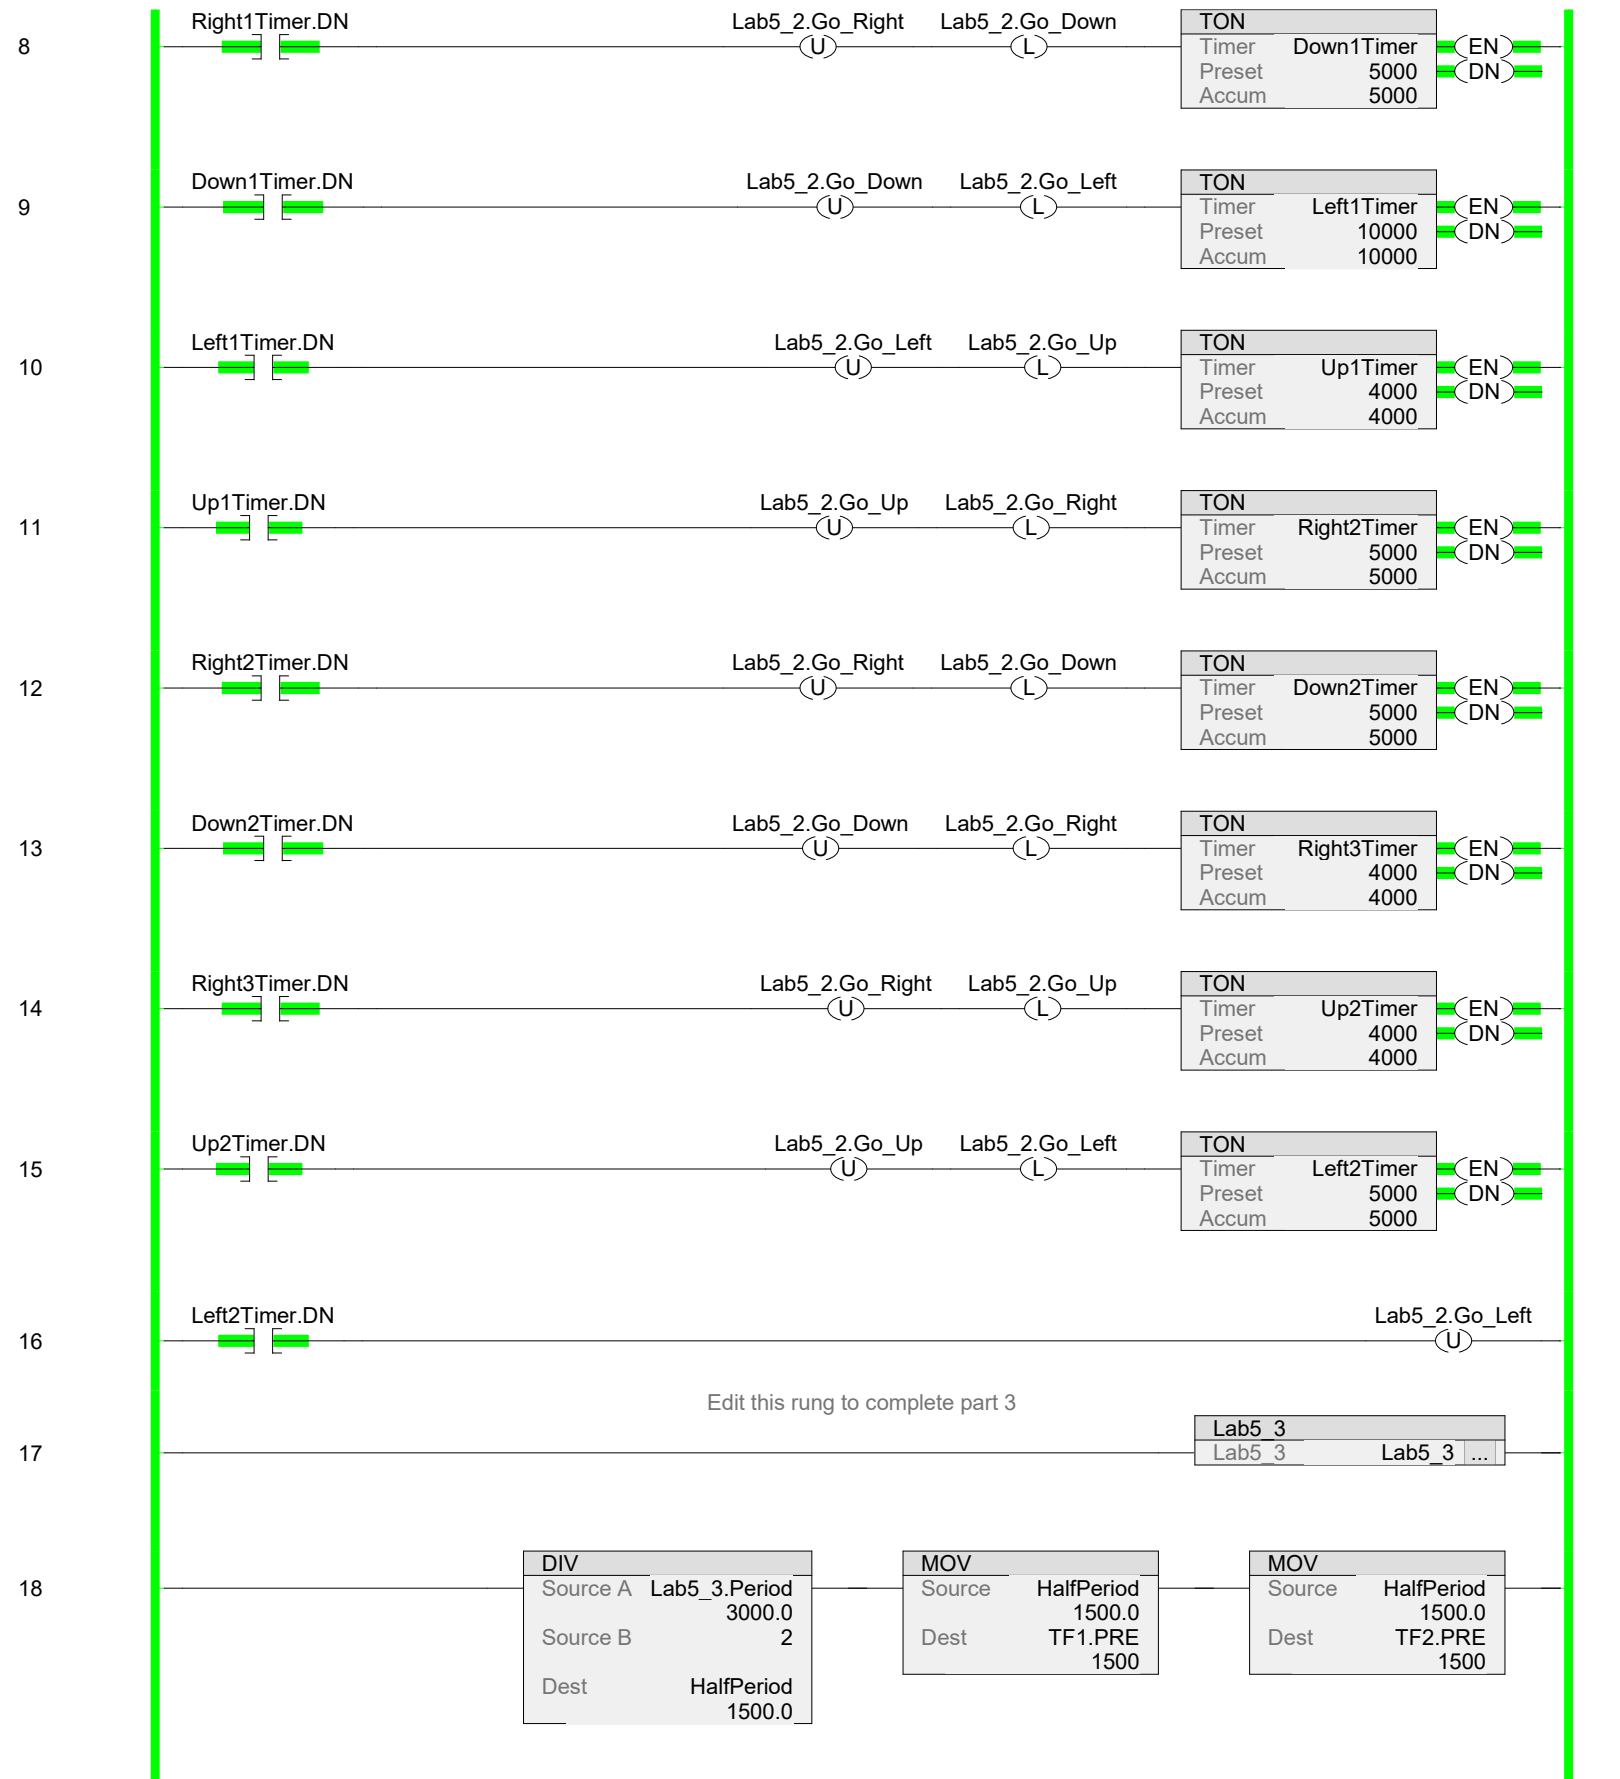 Right1Timer.DN Lab5_2.Go_Right Lab5_2.Go_Down TON
8 U L Timer Down1Timer EN
Preset 5000 DN
Accum 5000
Down1Timer.DN Lab5_2.Go_Down Lab5_2.Go_Left TON
9 U L Timer Left1Timer EN
Preset 10000 DN
Accum 10000
Left1Timer.DN Lab5_2.Go_Left Lab5_2.Go_Up TON
10 U L Timer Up1Timer EN
Preset 4000 DN
Accum 4000
Up1Timer.DN Lab5_2.Go_Up Lab5_2.Go_Right TON
11 U L Timer Right2Timer EN
Preset 5000 DN
Accum 5000
Right2Timer.DN Lab5_2.Go_Right Lab5_2.Go_Down TON
12 U L Timer Down2Timer EN
Preset 5000 DN
Accum 5000
Down2Timer.DN Lab5_2.Go_Down Lab5_2.Go_Right TON
13 U L Timer Right3Timer EN
Preset 4000 DN
Accum 4000
Right3Timer.DN Lab5_2.Go_Right Lab5_2.Go_Up TON
14 U L Timer Up2Timer EN
Preset 4000 DN
Accum 4000
Up2Timer.DN Lab5_2.Go_Up Lab5_2.Go_Left TON
15 U L Timer Left2Timer EN
Preset 5000 DN
Accum 5000
Left2Timer.DN Lab5_2.Go_Left
16 U
Edit this rung to complete part 3
Lab5_3
17 Lab5_3 Lab5_3 ...
DIV MOV MOV
18 Source A Lab5_3.Period Source HalfPeriod Source HalfPeriod
3000.0 1500.0 1500.0
Source B 2 Dest TF1.PRE Dest TF2.PRE
1500 1500
Dest HalfPeriod
1500.0